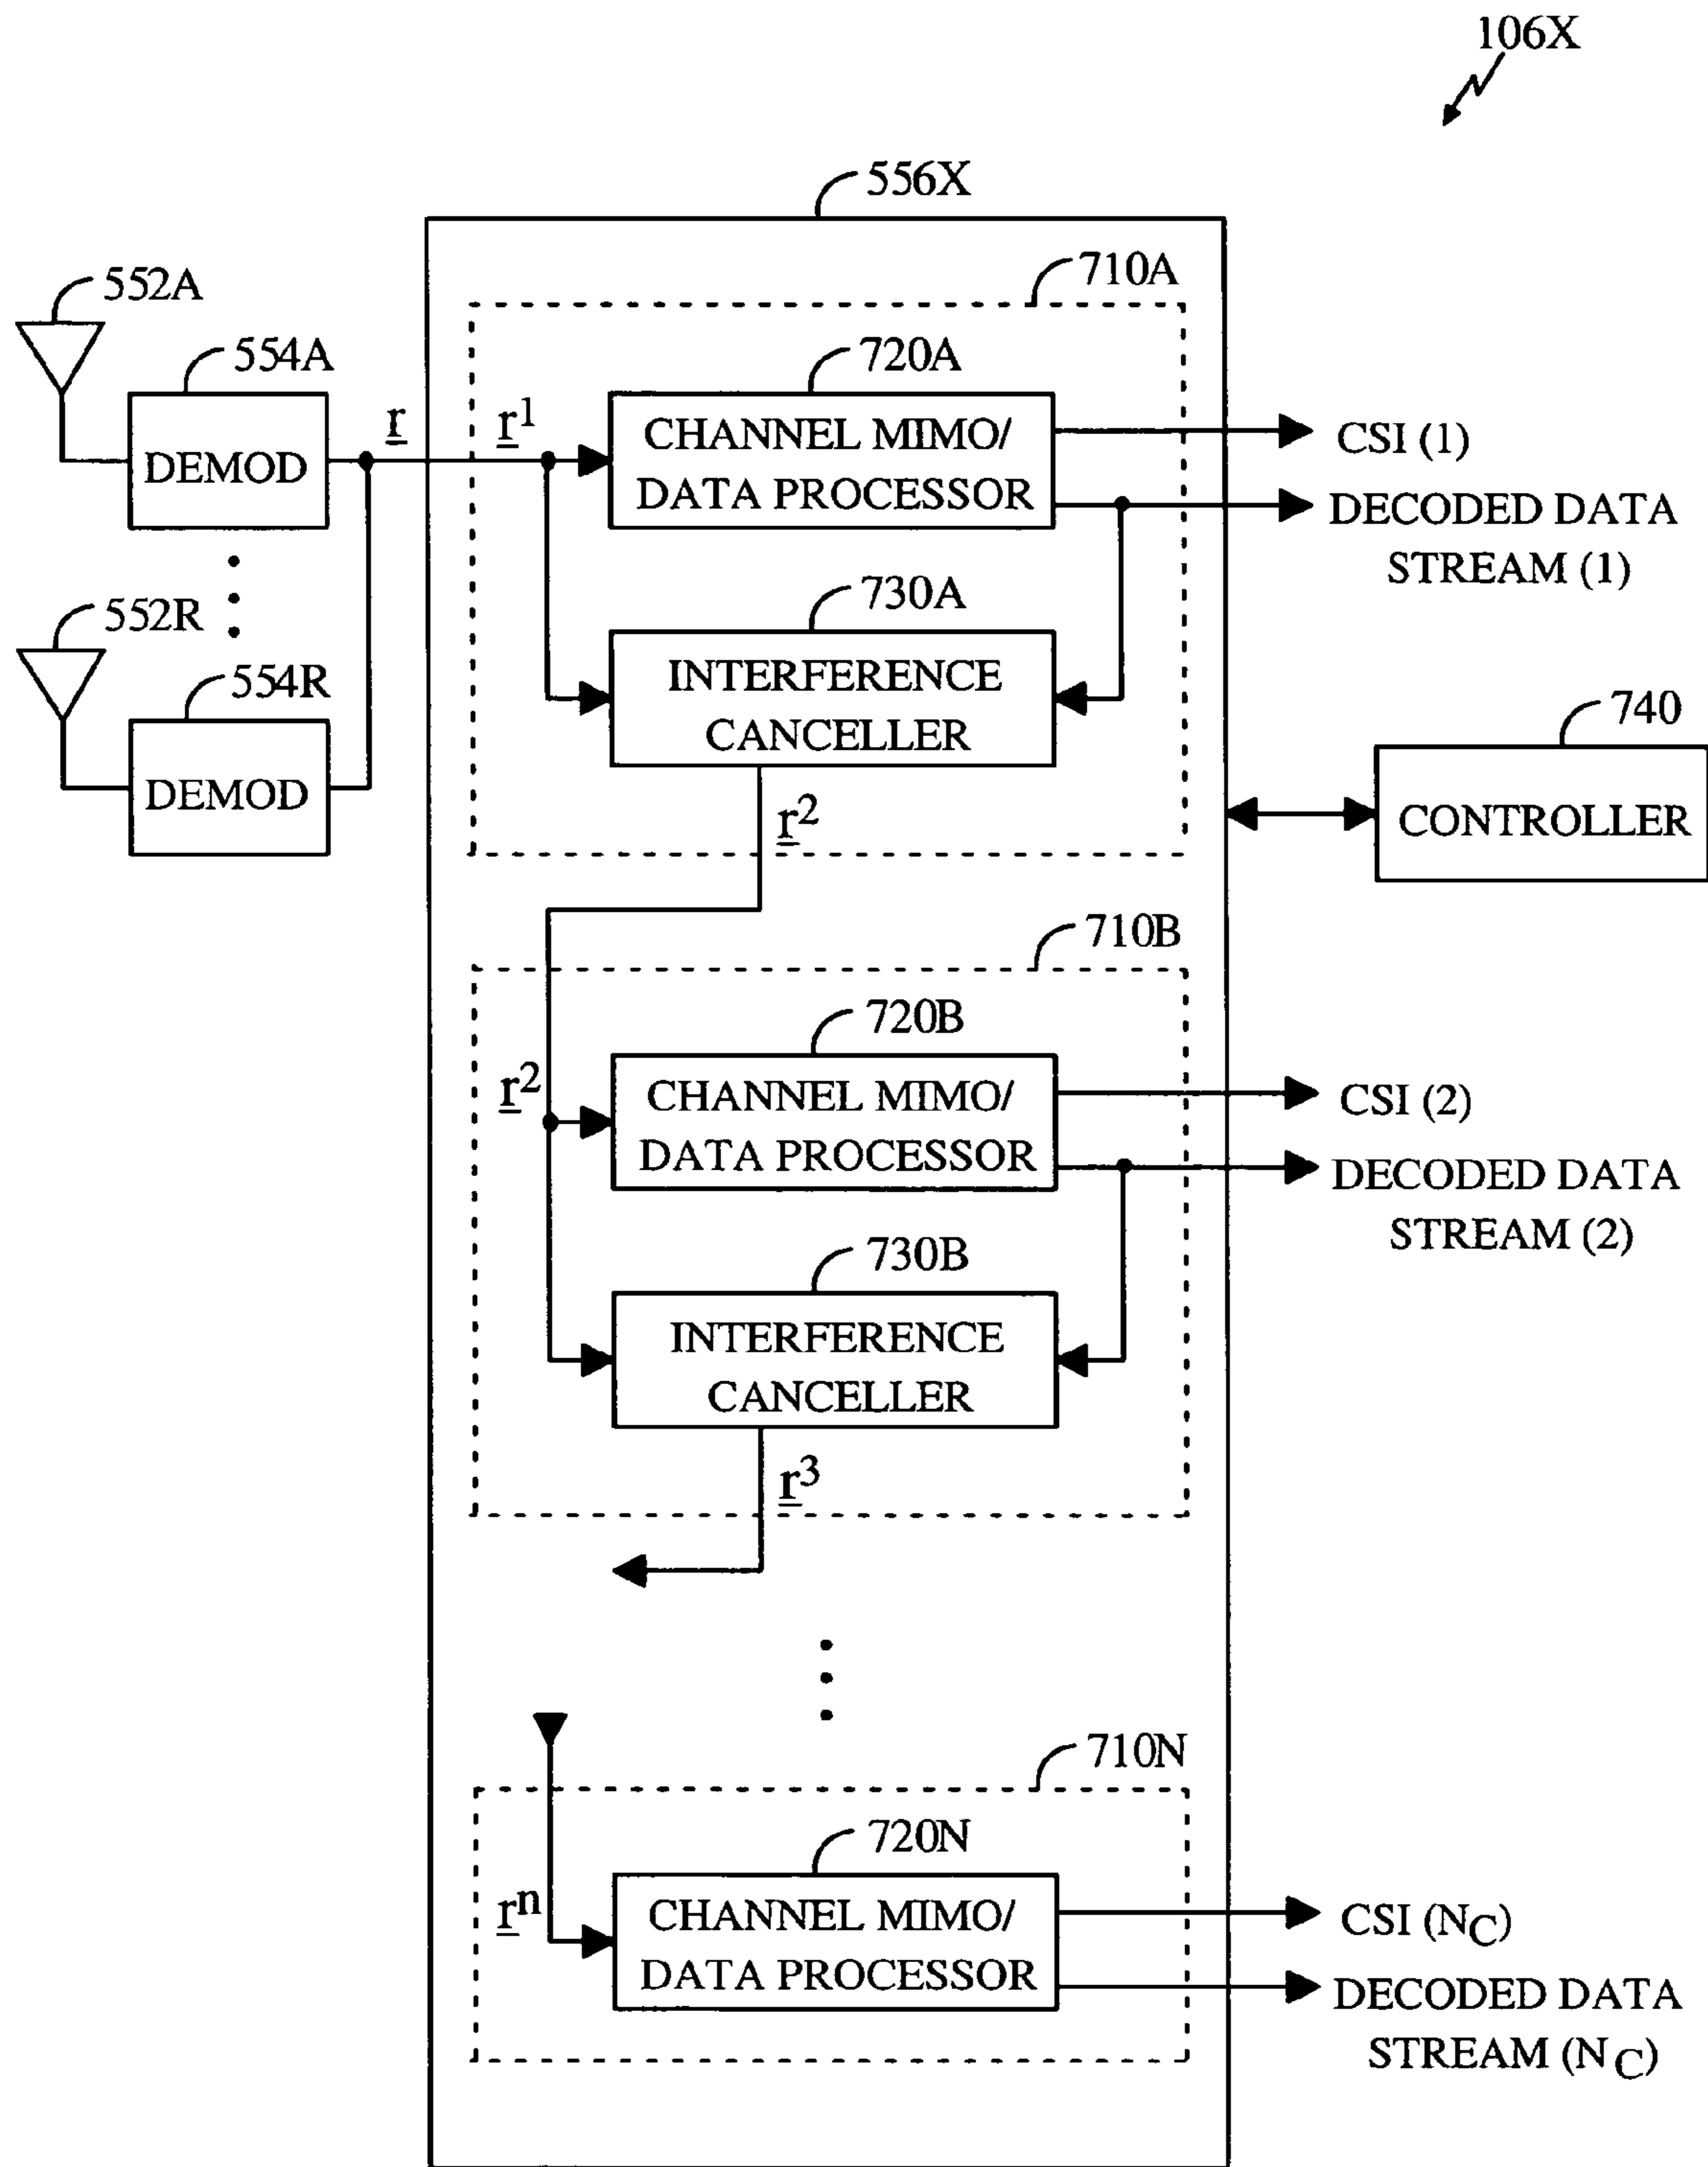 106X
556X
710A
552A
554A
720A
r
r¹
DEMOD
CHANNEL MIMO/
DATA PROCESSOR
CSI (1)
DECODED DATA
STREAM (1)
552R
730A
554R
INTERFERENCE
CANCELLER
DEMOD
740
CONTROLLER
r²
710B
720B
r²
CHANNEL MIMO/
DATA PROCESSOR
CSI (2)
DECODED DATA
STREAM (2)
730B
INTERFERENCE
CANCELLER
r³
710N
720N
rⁿ
CHANNEL MIMO/
DATA PROCESSOR
CSI (NC)
DECODED DATA
STREAM (NC)